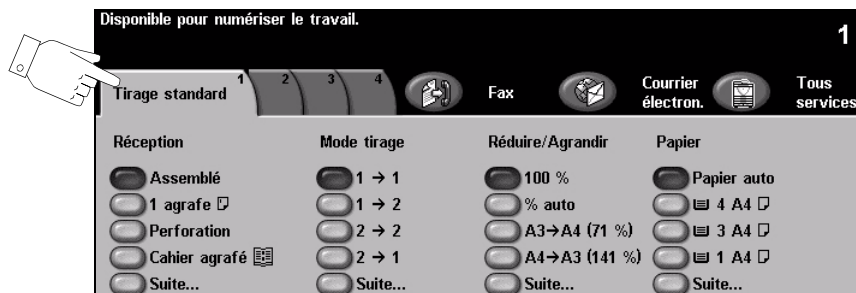 Disponible pour numériser le travail.
1
Tirage standard 1 2 3 4 Fax Courrier électron. Tous services
Réception Mode tirage Réduire/Agrandir Papier
Assemblé 1 → 1 100 % Papier auto
1 agrafe 1 → 2 % auto 4 A4
Perforation 2 → 2 A3→A4 (71 %) 3 A4
Cahier agrafé 2 → 1 A4→A3 (141 %) 1 A4
Suite... Suite... Suite... Suite...